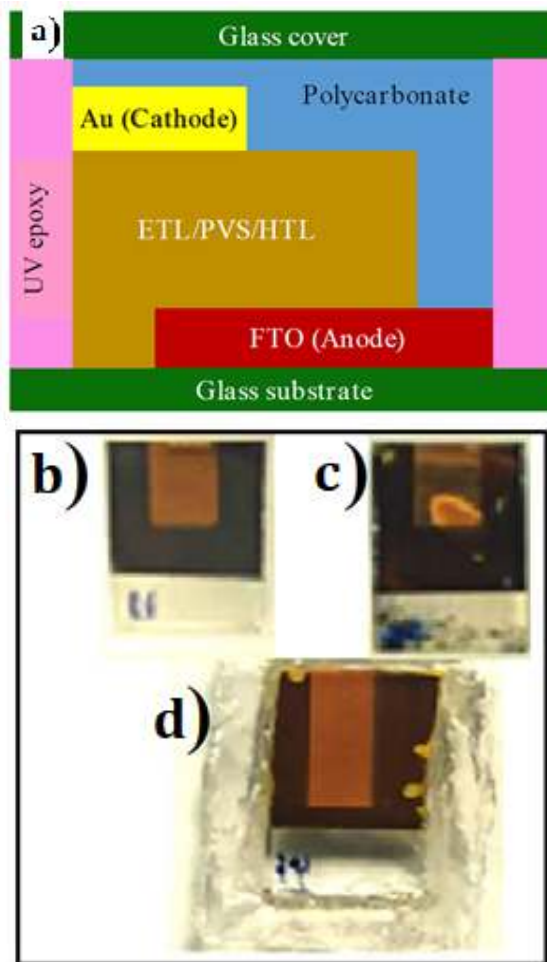 a)
Glass cover
Polycarbonate
Au (Cathode)
UV epoxy
ETL/PVS/HTL
FTO (Anode)
Glass substrate
b)
c)
d)